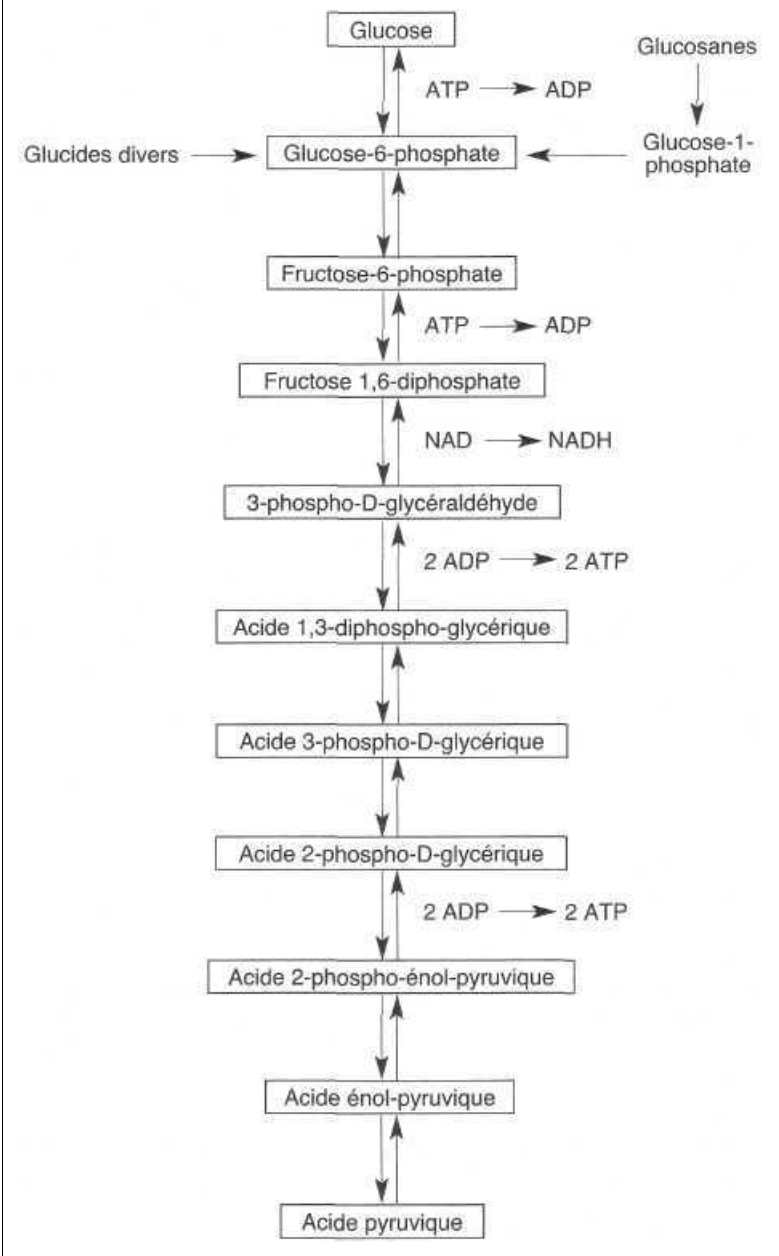 Glucose
Glucosanes
ATP → ADP
Glucides divers
Glucose-6-phosphate
Glucose-1-
phosphate
Fructose-6-phosphate
ATP → ADP
Fructose 1,6-diphosphate
NAD → NADH
3-phospho-D-glycéraldéhyde
2 ADP → 2 ATP
Acide 1,3-diphospho-glycérique
Acide 3-phospho-D-glycérique
Acide 2-phospho-D-glycérique
2 ADP → 2 ATP
Acide 2-phospho-énol-pyruvique
Acide énol-pyruvique
Acide pyruvique